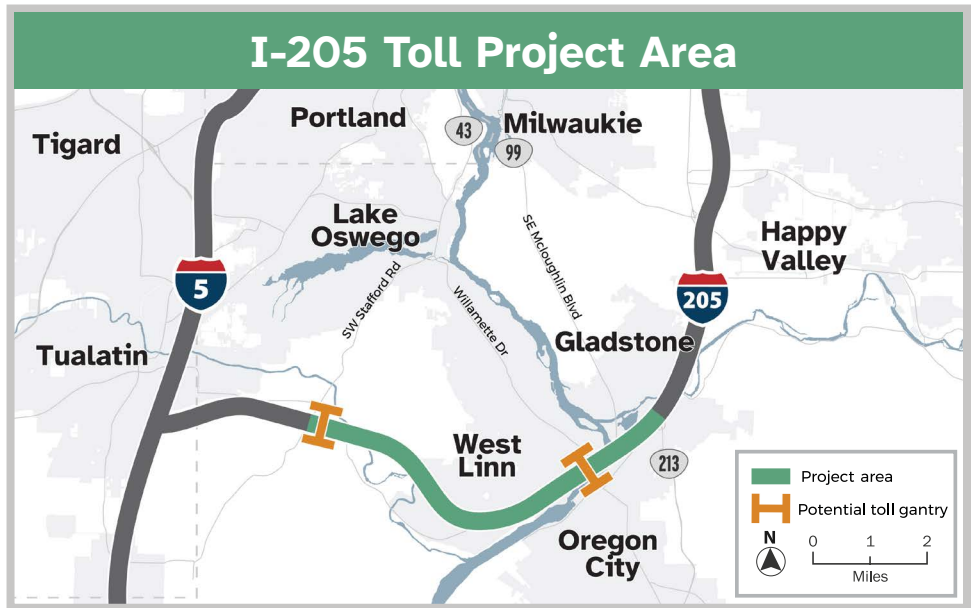 I-205 Toll Project Area
Portland
43
Milwaukie
99
Tigard
Lake
Oswego
SE Mcloughlin Blvd
Happy
Valley
5
SW Stafford Rd
Willamette Dr
205
Tualatin
Gladstone
West
Linn
213
Oregon
City
Project area
Potential toll gantry
N
0 1 2
Miles